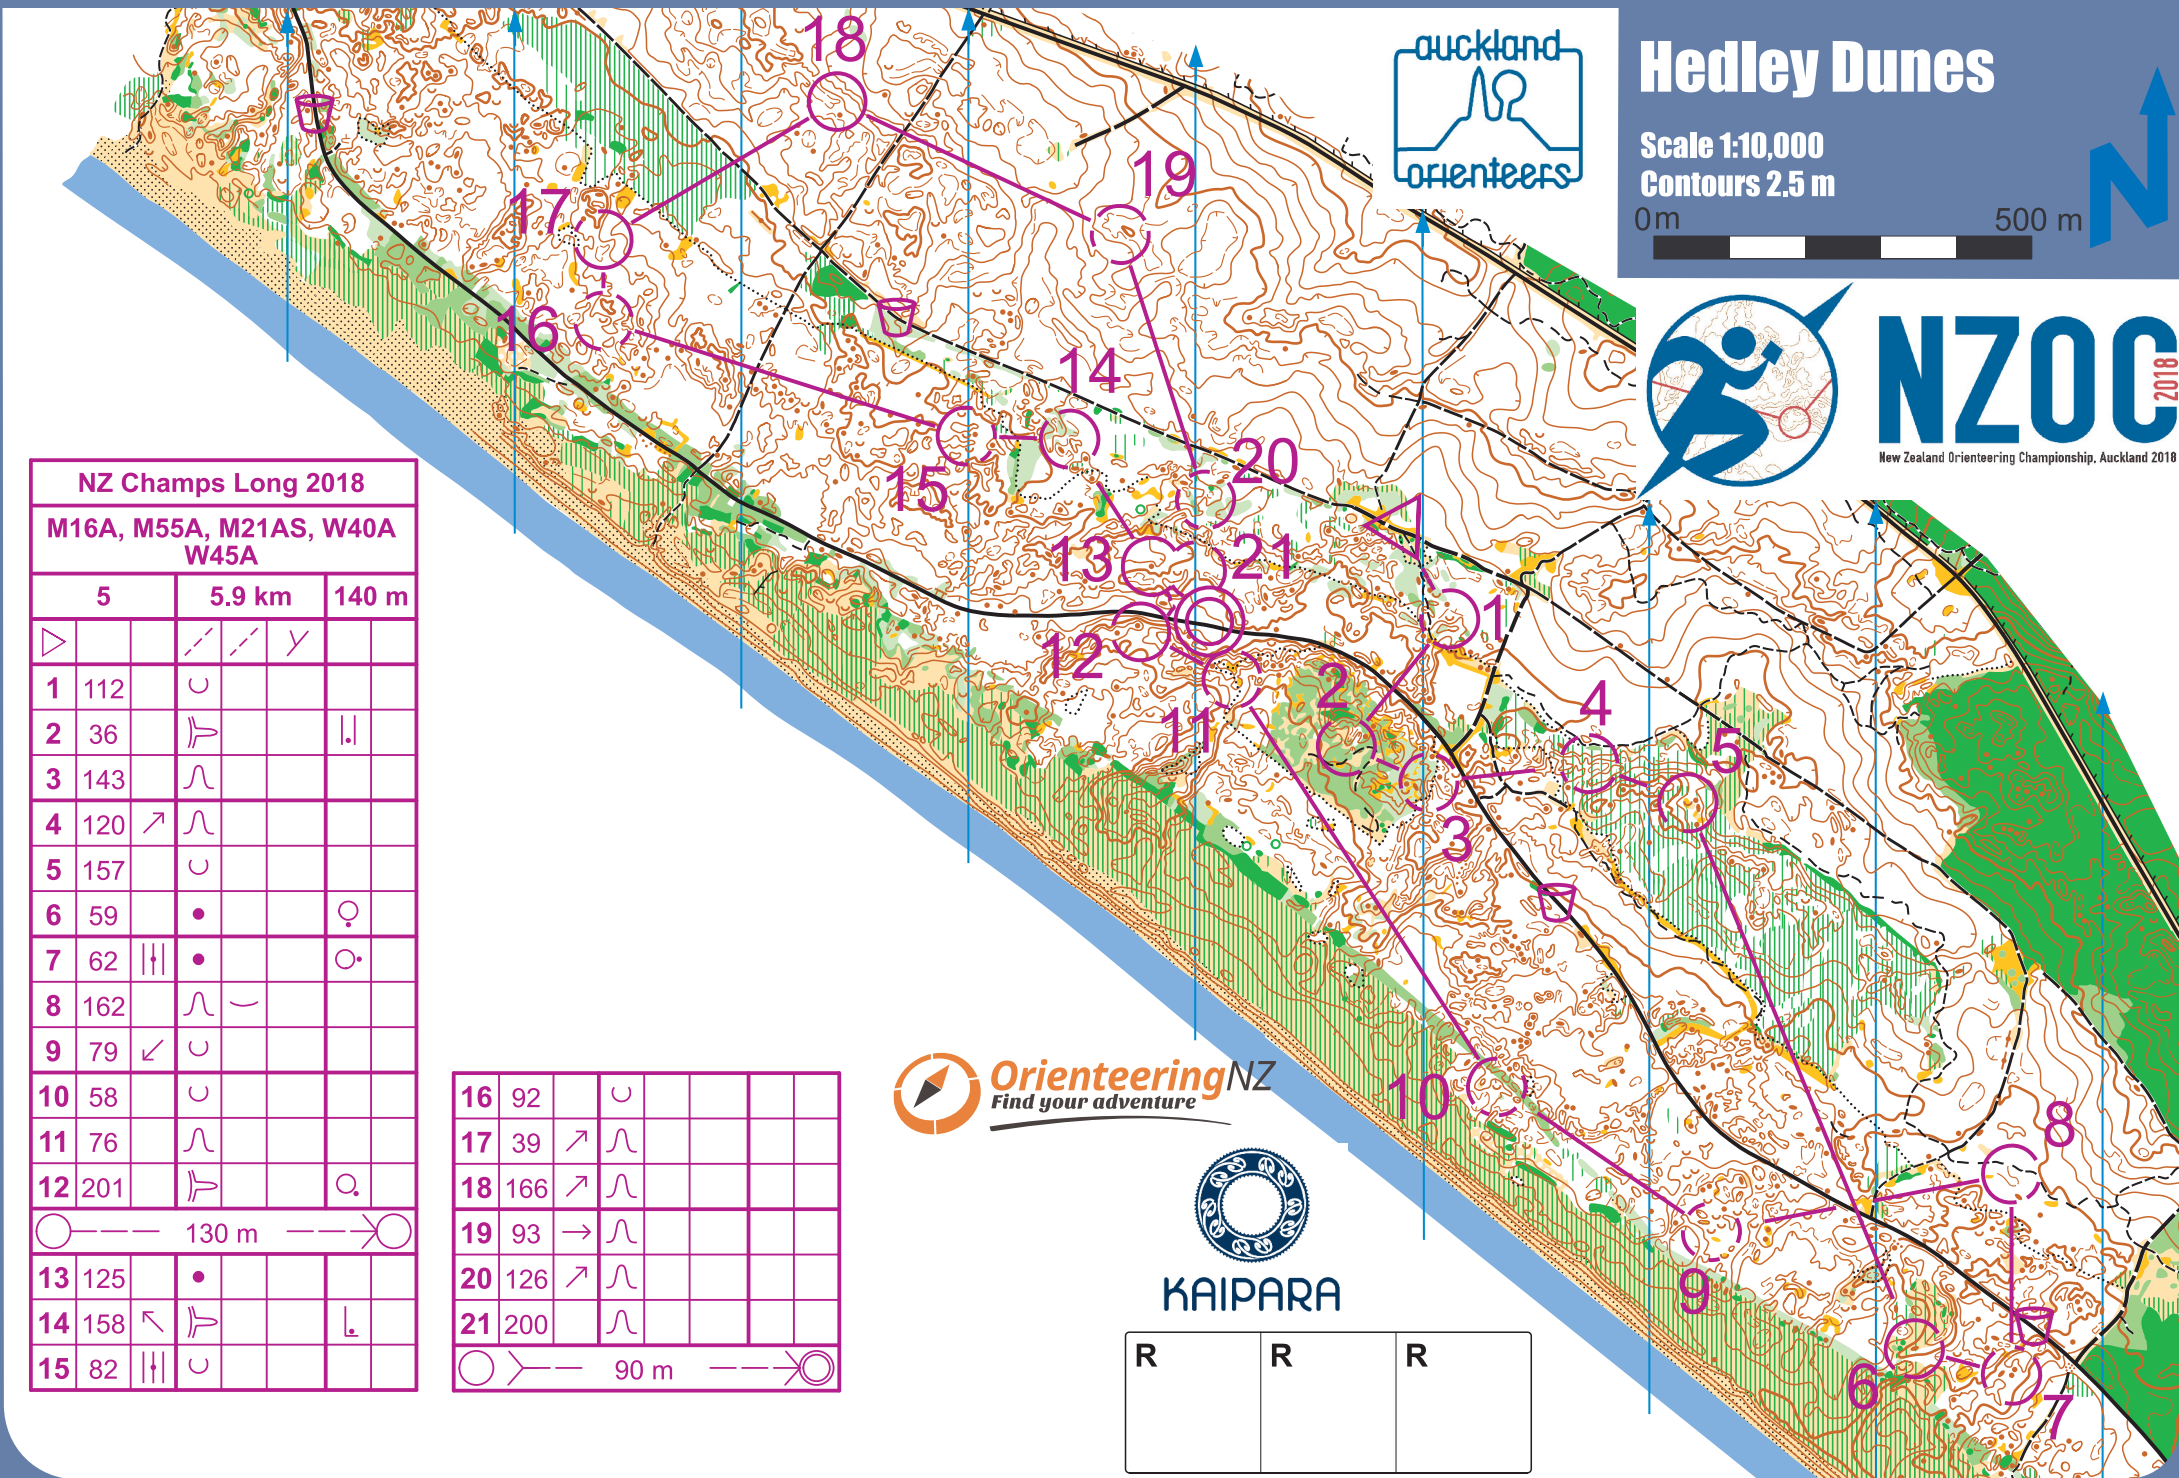 auckland
orienteers
Hedley Dunes
Scale 1:10,000
Contours 2.5 m
0m 500 m
N
NZOC 2018
New Zealand Orienteering Championship, Auckland 2018
18
19
17
16
14
15
20
13
21
12
11
1
2
3
4
5
10
8
9
6
7
NZ Champs Long 2018
M16A, M55A, M21AS, W40A
W45A
5 5.9 km 140 m
1 112
2 36
3 143
4 120
5 157
6 59
7 62
8 162
9 79
10 58
11 76
12 201
130 m
13 125
14 158
15 82
16 92
17 39
18 166
19 93
20 126
21 200
90 m
OrienteeringNZ
Find your adventure
KAIPARA
R R R